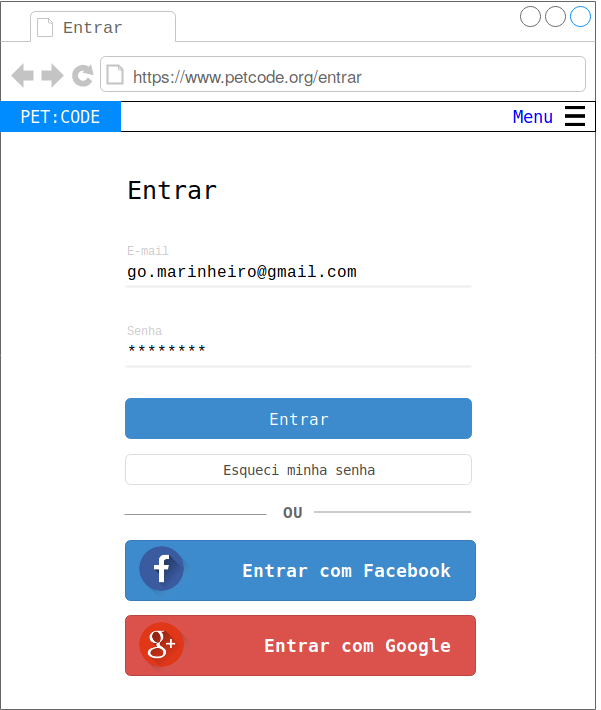 Entrar
https://www.petcode.org/entrar
PET:CODE Menu
Entrar
E-mail
go.marinheiro@gmail.com
Senha
********
Entrar
Esqueci minha senha
OU
f Entrar com Facebook
g+ Entrar com Google